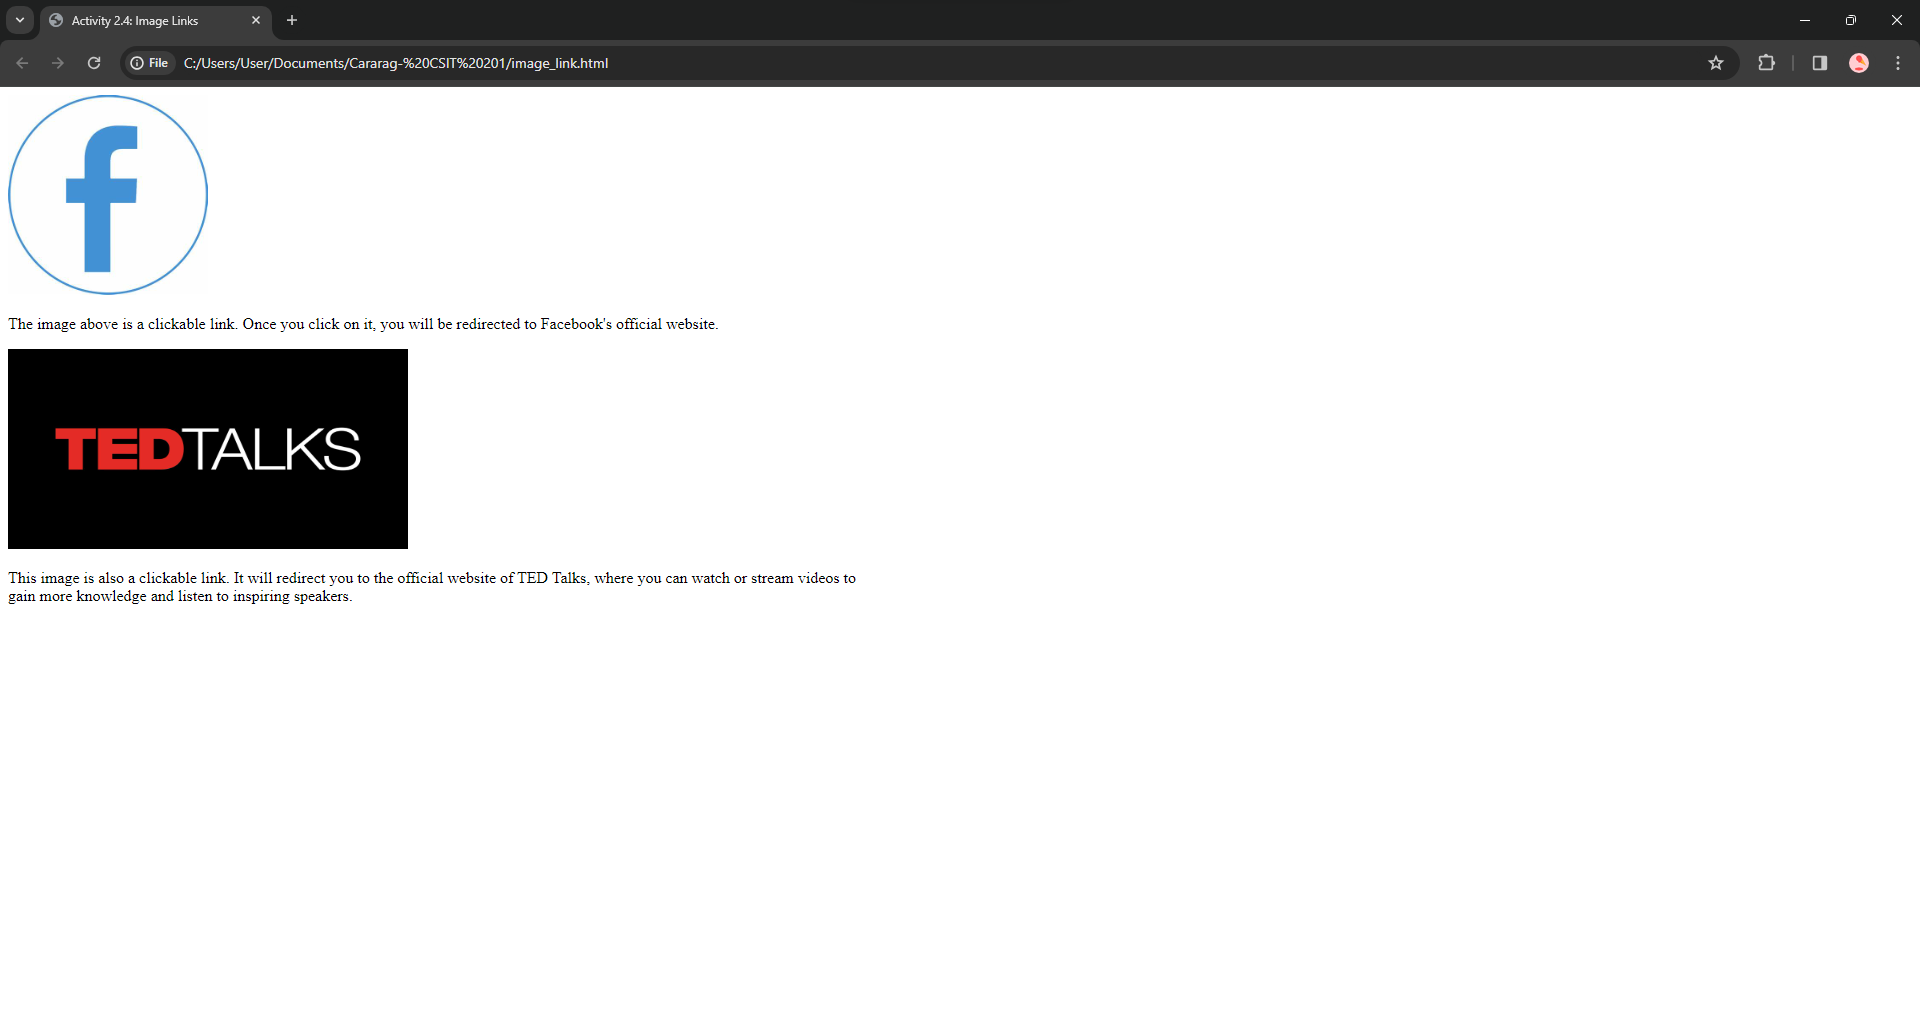 Activity 2.4: Image Links
File C:/Users/User/Documents/Cararag-%20CSIT%20201/image_link.html
f
The image above is a clickable link. Once you click on it, you will be redirected to Facebook's official website.
TEDTALKS
This image is also a clickable link. It will redirect you to the official website of TED Talks, where you can watch or stream videos to
gain more knowledge and listen to inspiring speakers.